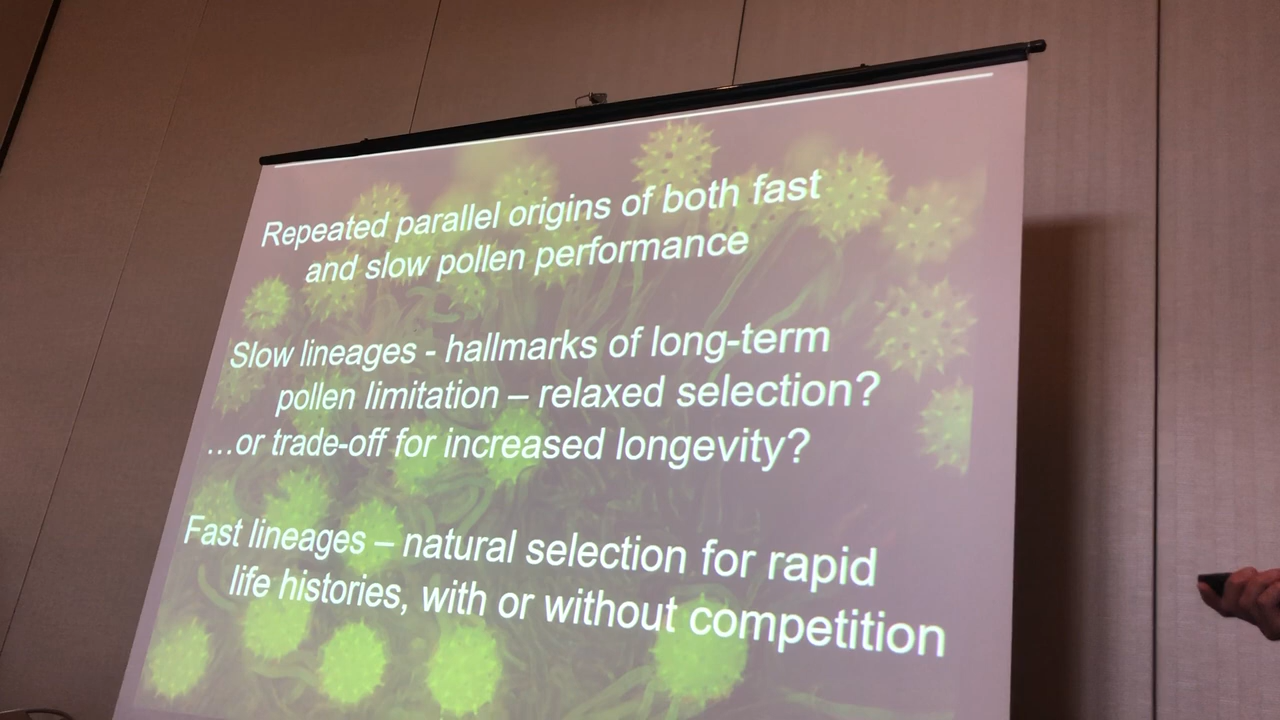 Repeated parallel origins of both fast
and slow pollen performance
Slow lineages - hallmarks of long-term
pollen limitation – relaxed selection?
…or trade-off for increased longevity?
Fast lineages – natural selection for rapid
life histories, with or without competition